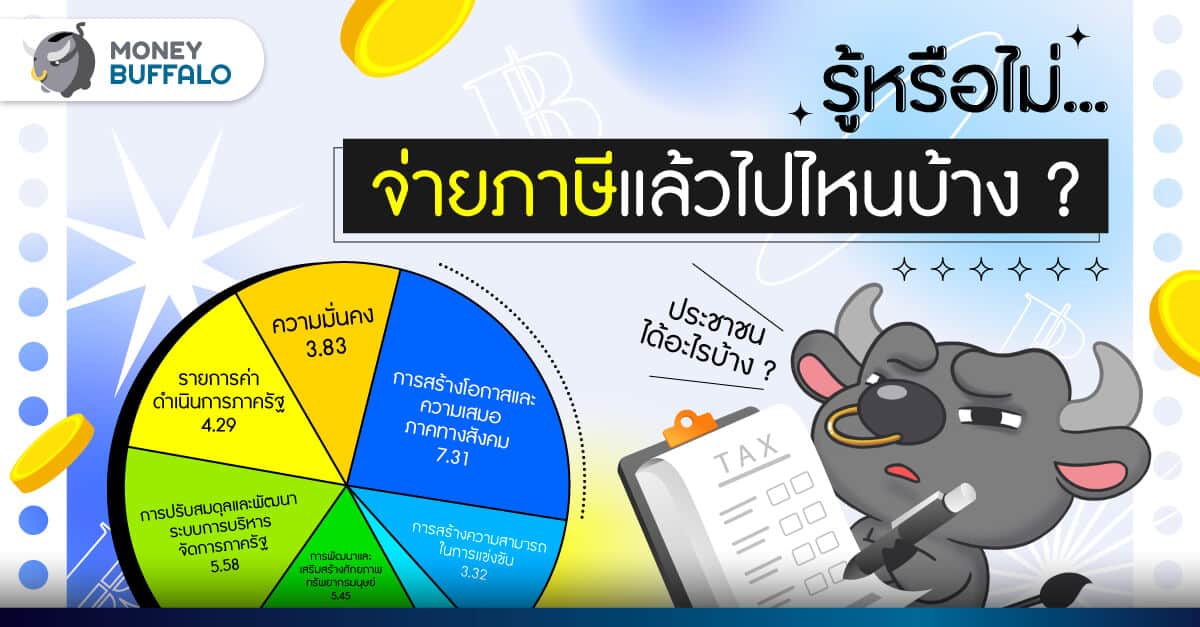 MONEY
BUFFALO
รู้หรือไม่...
จ่ายภาษีแล้วไปไหนบ้าง ?
ประชาชน
ได้อะไรบ้าง ?
ความมั่นคง
3.83
รายการค่า
ดำเนินการภาครัฐ
4.29
การสร้างโอกาสและ
ความเสมอ
ภาคทางสังคม
7.31
การปรับสมดุลและพัฒนา
ระบบการบริหาร
จัดการภาครัฐ
5.58
การพัฒนาและ
เสริมสร้างศักยภาพ
ทรัพยากรมนุษย์
5.45
การสร้างความสามารถ
ในการแข่งขัน
3.32
TAX